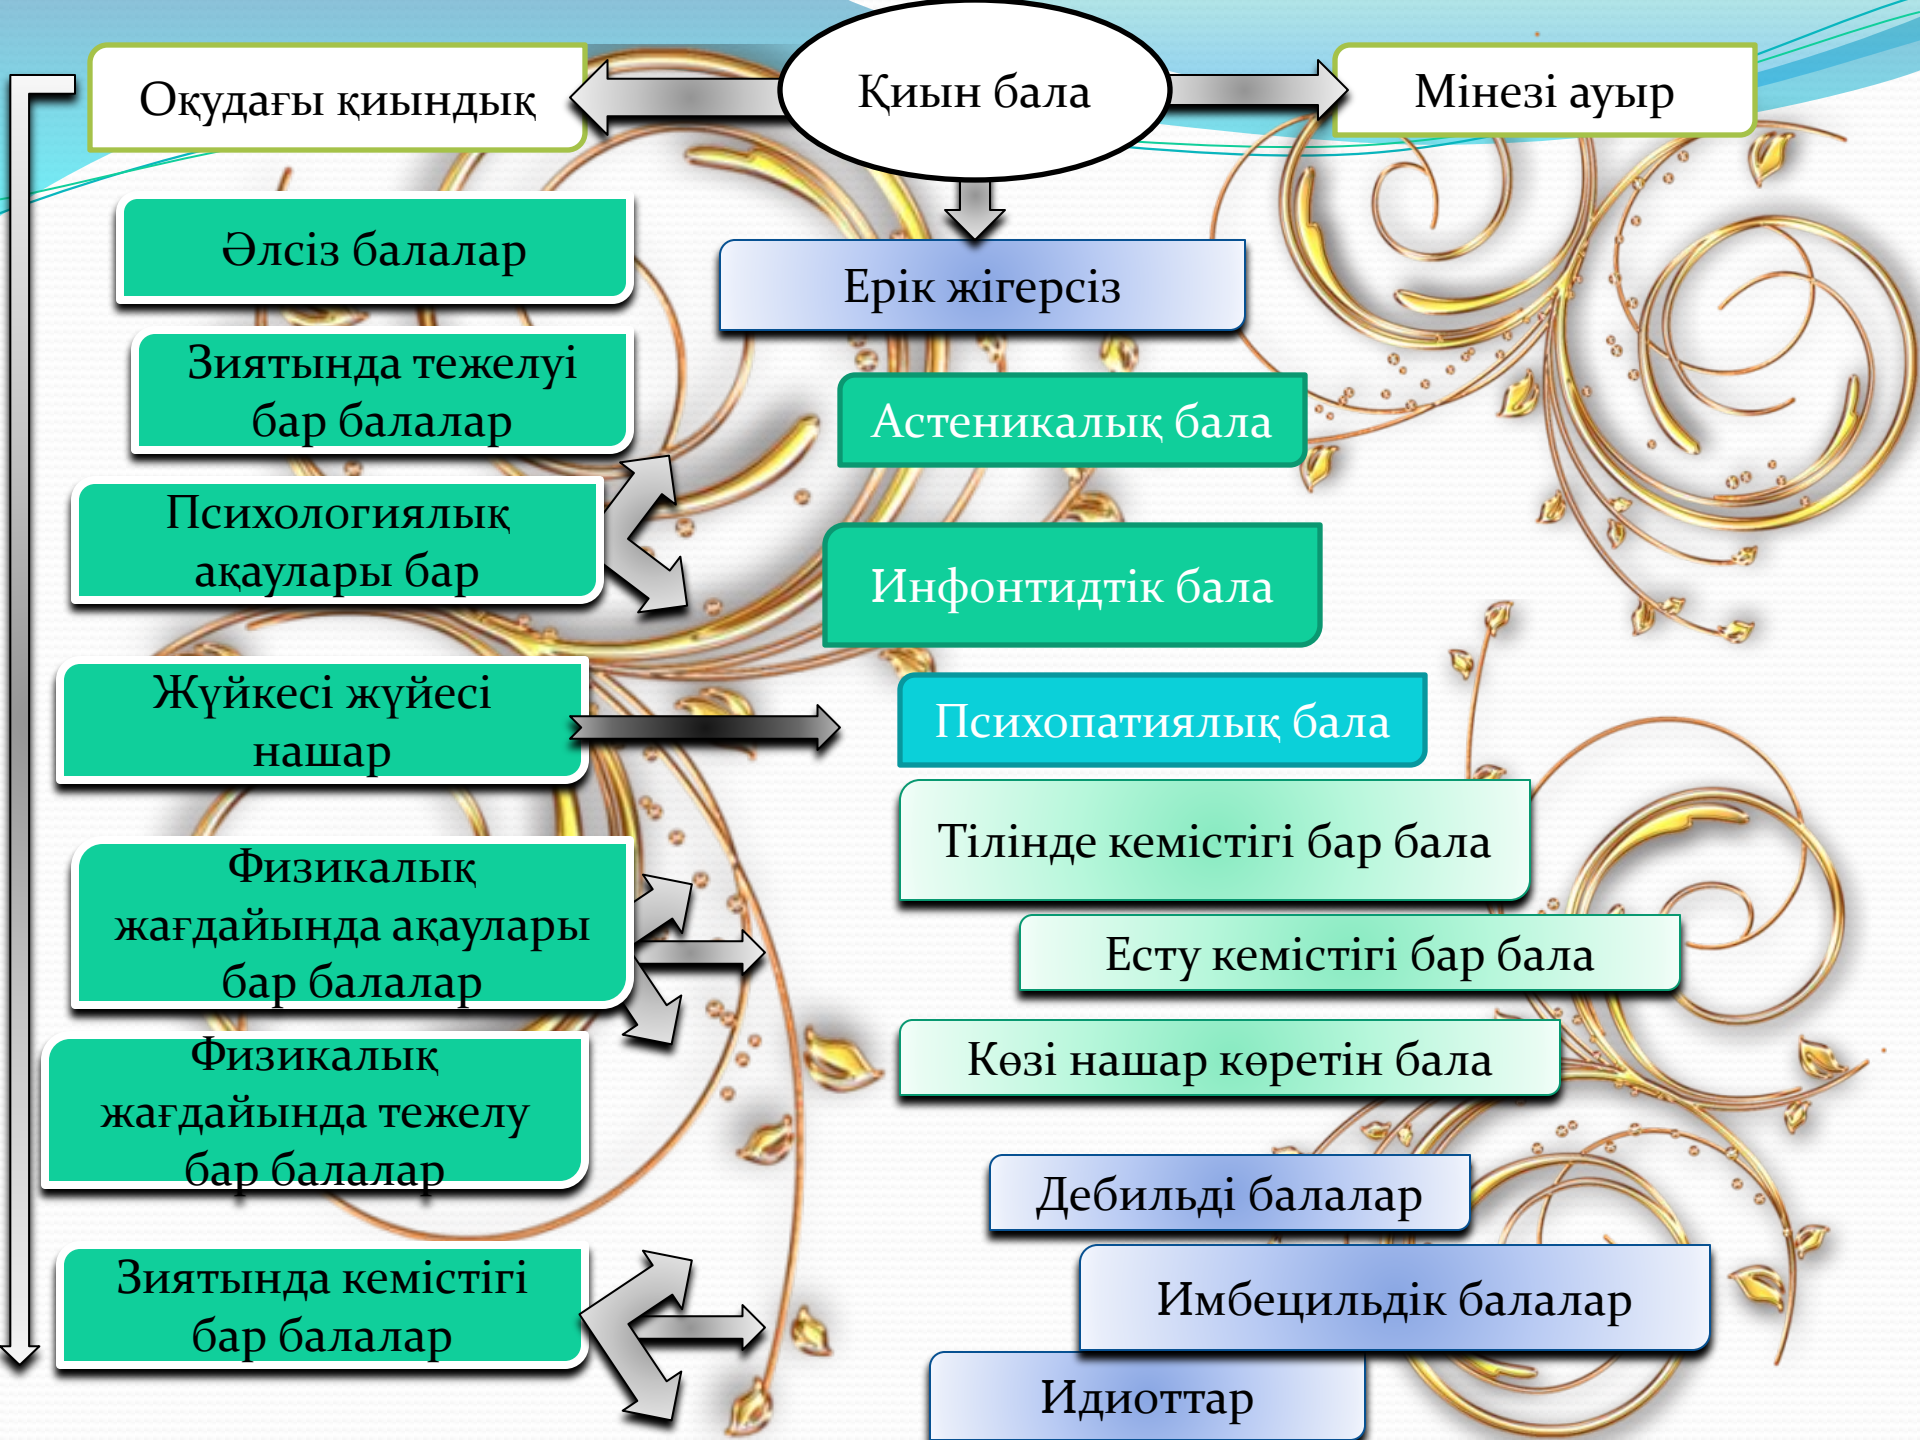 Қиын бала
Оқудағы қиындық
Мінезі ауыр
Әлсіз балалар
Ерік жігерсіз
Зиятында тежелуі
бар балалар
Астеникалық бала
Психологиялық
ақаулары бар
Инфонтидтік бала
Жүйкесі жүйесі
нашар
Психопатиялық бала
Физикалық
жағдайында ақаулары
бар балалар
Тілінде кемістігі бар бала
Есту кемістігі бар бала
Көзі нашар көретін бала
Физикалық
жағдайында тежелу
бар балалар
Дебильді балалар
Зиятында кемістігі
бар балалар
Имбецильдік балалар
Идиоттар